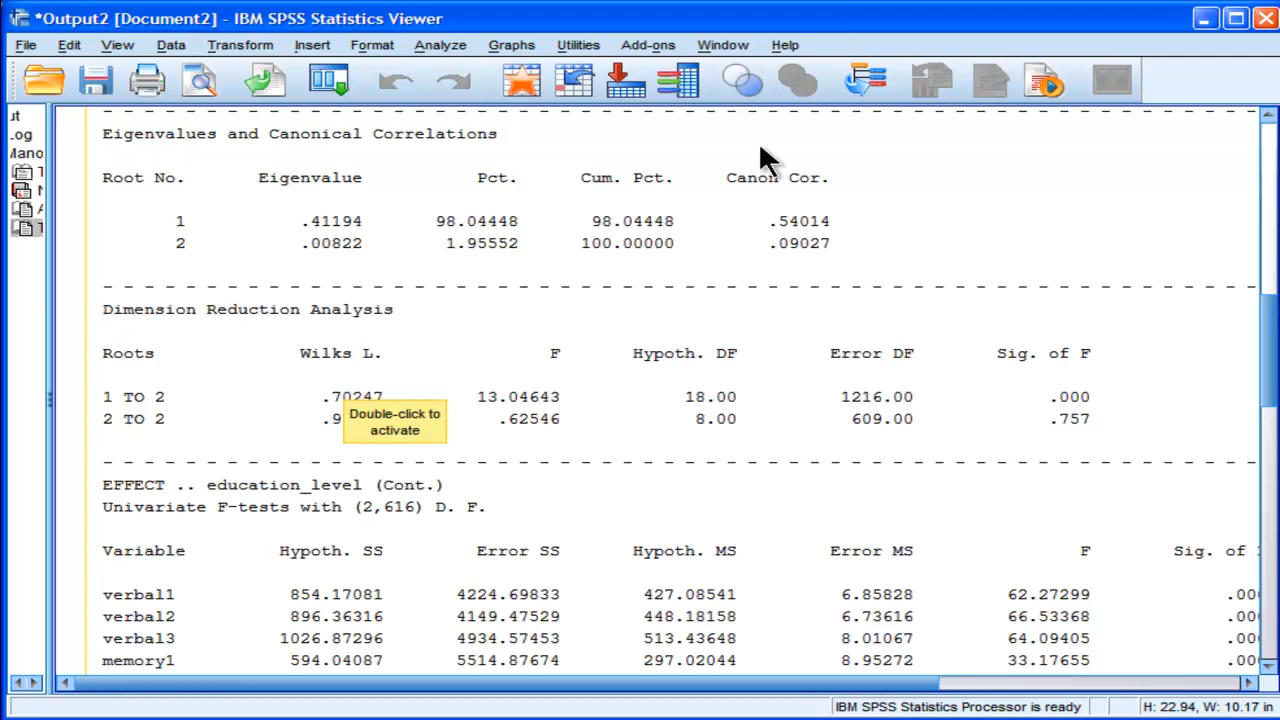 *Output2 [Document2] - IBM SPSS Statistics Viewer
File Edit View Data Transform Insert Format Analyze Graphs Utilities Add-ons Window Help
Eigenvalues and Canonical Correlations
Root No. Eigenvalue Pct. Cum. Pct. Canon Cor.
1 .41194 98.04448 98.04448 .54014
2 .00822 1.95552 100.00000 .09027
Dimension Reduction Analysis
Roots Wilks L. F Hypoth. DF Error DF Sig. of F
1 TO 2 .70247 13.04643 18.00 1216.00 .000
2 TO 2 .9 .62546 8.00 609.00 .757
Double-click to
activate
EFFECT .. education_level (Cont.)
Univariate F-tests with (2,616) D. F.
Variable Hypoth. SS Error SS Hypoth. MS Error MS F Sig. of
verbal1 854.17081 4224.69833 427.08541 6.85828 62.27299 .00
verbal2 896.36316 4149.47529 448.18158 6.73616 66.53368 .00
verbal3 1026.87296 4934.57453 513.43648 8.01067 64.09405 .00
memory1 594.04087 5514.87674 297.02044 8.95272 33.17655 .00
IBM SPSS Statistics Processor is ready H: 22.94, W: 10.17 in